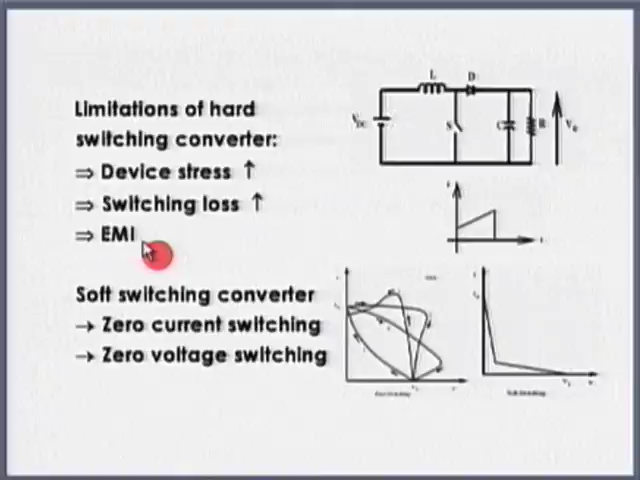 Limitations of hard
switching converter:
⇒ Device stress ↑
⇒ Switching loss ↑
⇒ EMI
Soft switching converter
→ Zero current switching
→ Zero voltage switching
L
D
S
C
R